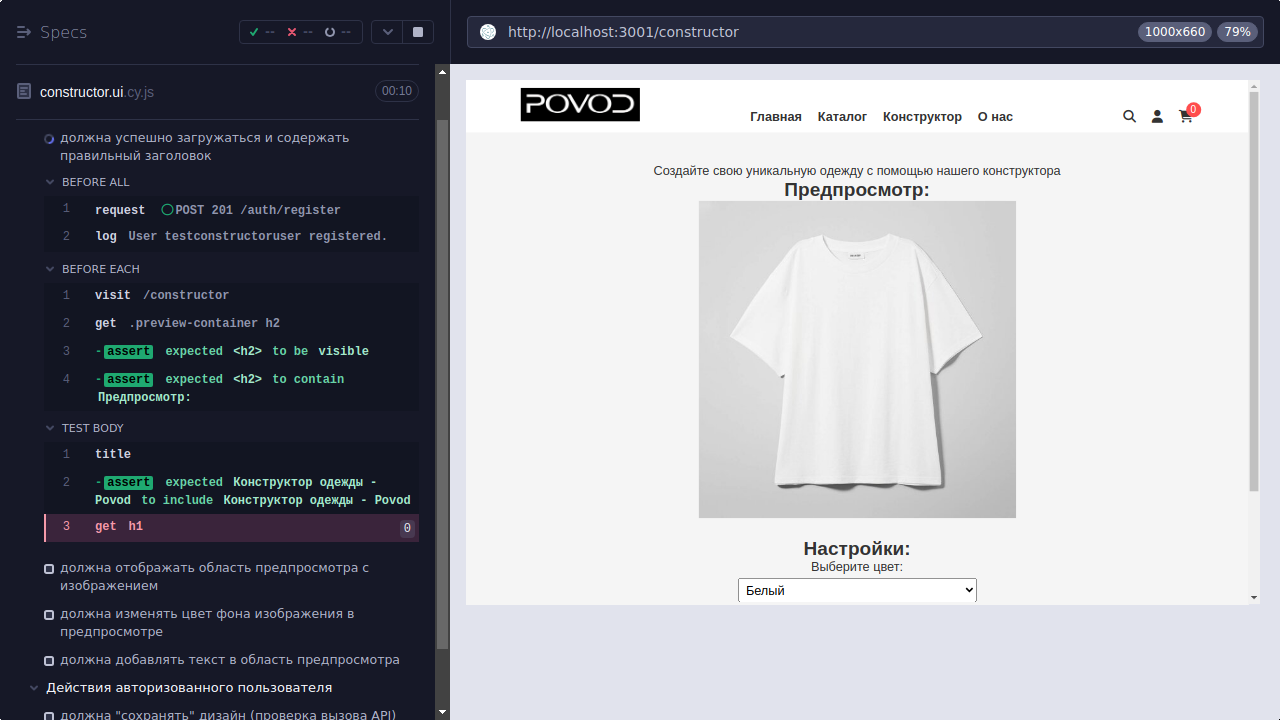 Specs
-- -- --
constructor.ui.cy.js 00:10
должна успешно загружаться и содержать
правильный заголовок
BEFORE ALL
1 request POST 201 /auth/register
2 log User testconstructoruser registered.
BEFORE EACH
1 visit /constructor
2 get .preview-container h2
3 -assert expected <h2> to be visible
4 -assert expected <h2> to contain
Предпросмотр:
TEST BODY
1 title
2 -assert expected Конструктор одежды -
Povod to include Конструктор одежды - Povod
3 get h1 0
должна отображать область предпросмотра с
изображением
должна изменять цвет фона изображения в
предпросмотре
должна добавлять текст в область предпросмотра
Действия авторизованного пользователя
должна "сохранять" дизайн (проверка вызова API)
http://localhost:3001/constructor 1000x660 79%
POVOD
Главная Каталог Конструктор О нас 0
Создайте свою уникальную одежду с помощью нашего конструктора
Предпросмотр:
Настройки:
Выберите цвет:
Белый